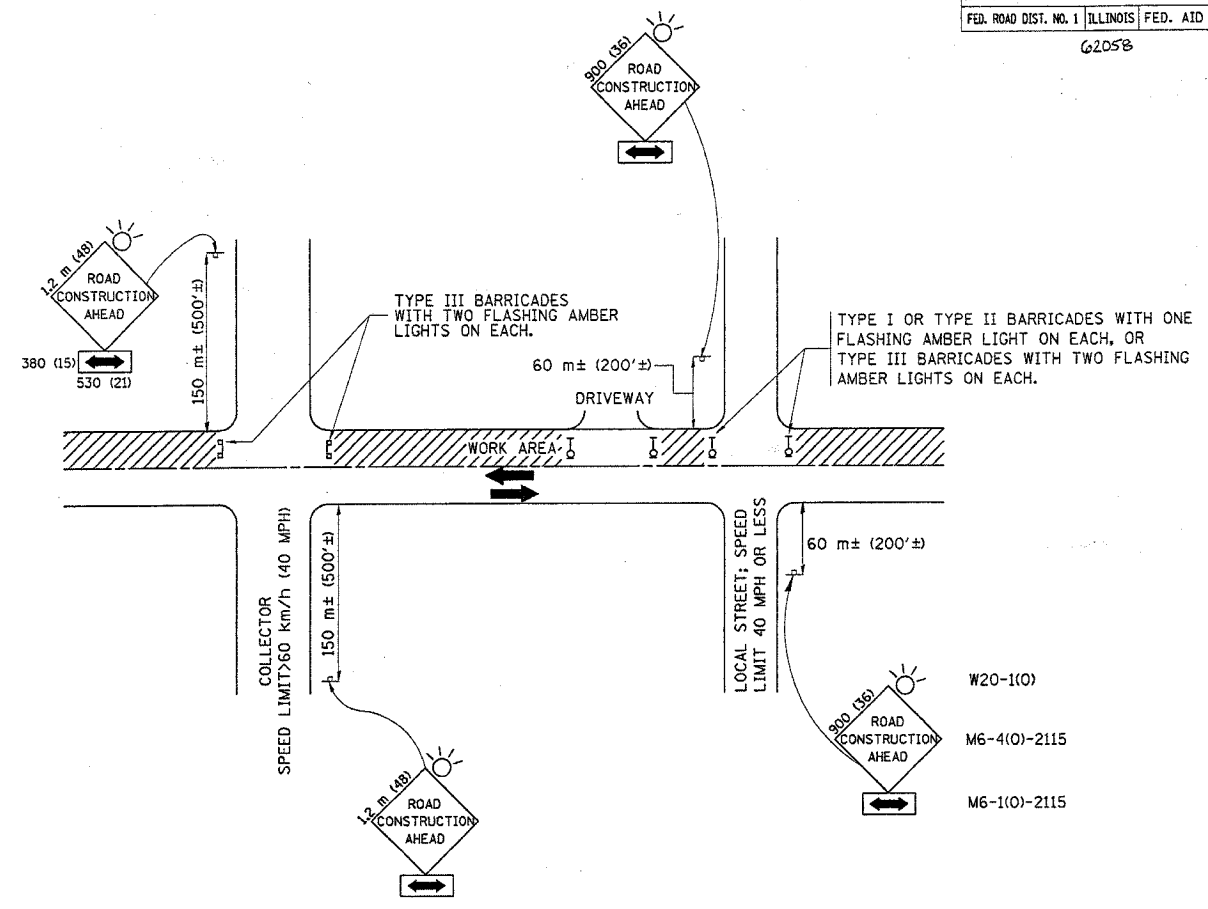 FED. ROAD DIST. NO. 1 ILLINOIS FED. AID
62058
900 (36)
ROAD
CONSTRUCTION
AHEAD
1.2 m (48)
ROAD
CONSTRUCTION
AHEAD
380 (15)
530 (21)
150 m± (500'±)
TYPE III BARRICADES
WITH TWO FLASHING AMBER
LIGHTS ON EACH.
60 m± (200'±)
DRIVEWAY
TYPE I OR TYPE II BARRICADES WITH ONE
FLASHING AMBER LIGHT ON EACH, OR
TYPE III BARRICADES WITH TWO FLASHING
AMBER LIGHTS ON EACH.
WORK AREA
COLLECTOR
SPEED LIMIT>60 km/h (40 MPH)
150 m± (500'±)
LOCAL STREET; SPEED
LIMIT 40 MPH OR LESS
60 m± (200'±)
1.2 m (48)
ROAD
CONSTRUCTION
AHEAD
900 (36)
ROAD
CONSTRUCTION
AHEAD
W20-1(O)
M6-4(O)-2115
M6-1(O)-2115